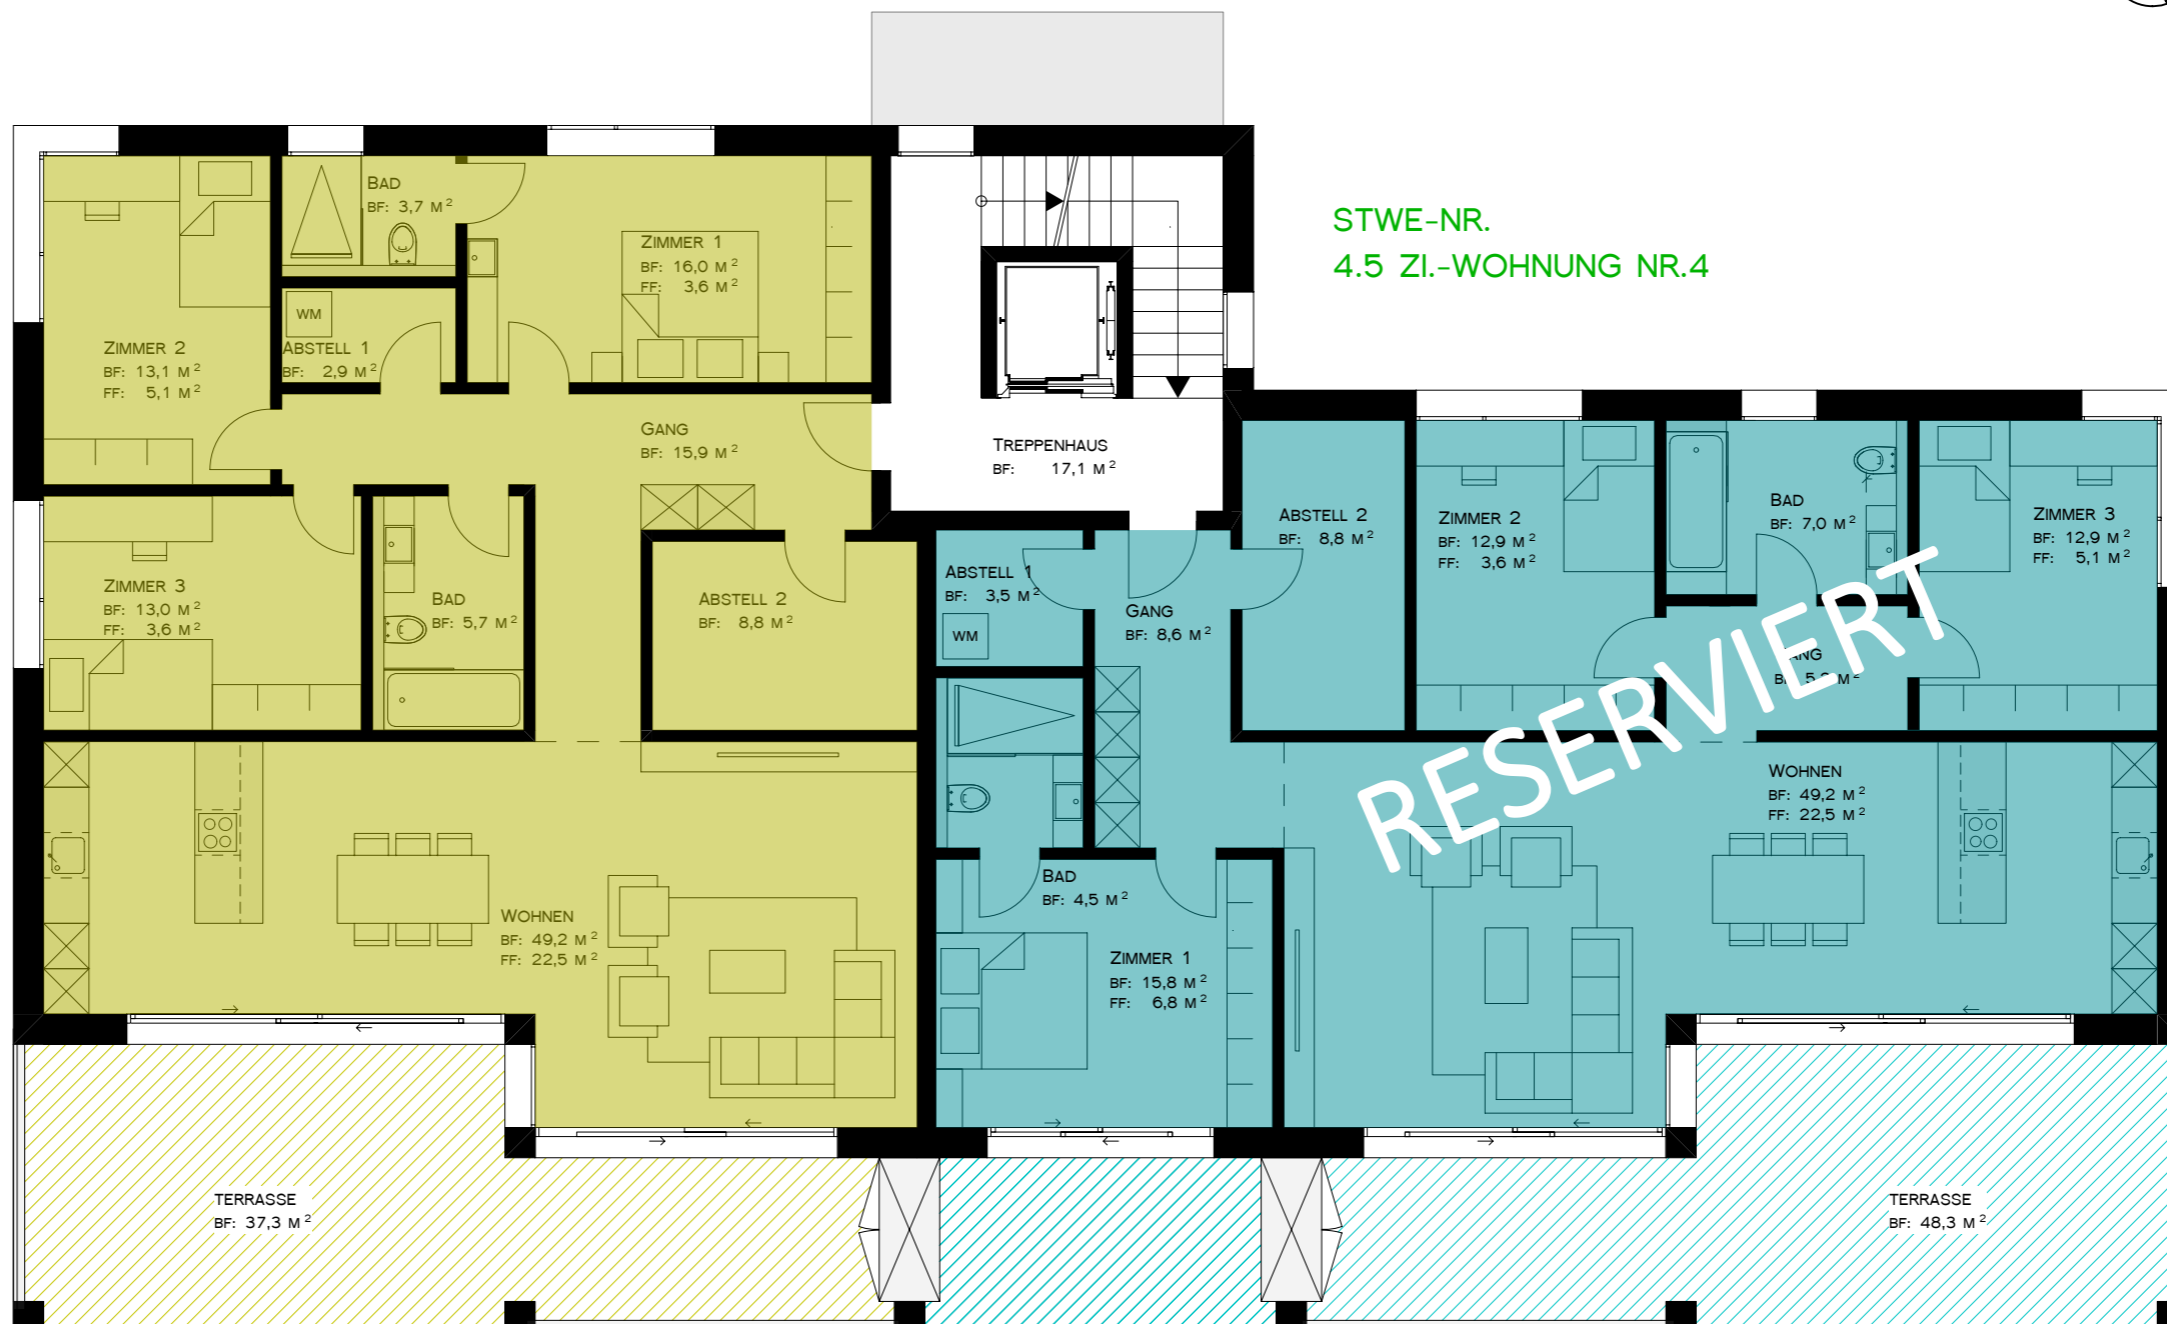 BAD
BF: 3,7 M²
ZIMMER 1
BF: 16,0 M²
FF: 3,6 M²
WM
ABSTELL 1
BF: 2,9 M²
ZIMMER 2
BF: 13,1 M²
FF: 5,1 M²
GANG
BF: 15,9 M²
ZIMMER 3
BF: 13,0 M²
FF: 3,6 M²
BAD
BF: 5,7 M²
ABSTELL 2
BF: 8,8 M²
WOHNEN
BF: 49,2 M²
FF: 22,5 M²
TERRASSE
BF: 37,3 M²
TREPPENHAUS
BF: 17,1 M²
STWE-NR.
4.5 ZI.-WOHNUNG NR.4
ABSTELL 1
BF: 3,5 M²
WM
GANG
BF: 8,6 M²
ABSTELL 2
BF: 8,8 M²
ZIMMER 2
BF: 12,9 M²
FF: 3,6 M²
BAD
BF: 7,0 M²
ZIMMER 3
BF: 12,9 M²
FF: 5,1 M²
RESERVIERT
WOHNEN
BF: 49,2 M²
FF: 22,5 M²
BAD
BF: 4,5 M²
ZIMMER 1
BF: 15,8 M²
FF: 6,8 M²
TERRASSE
BF: 48,3 M²